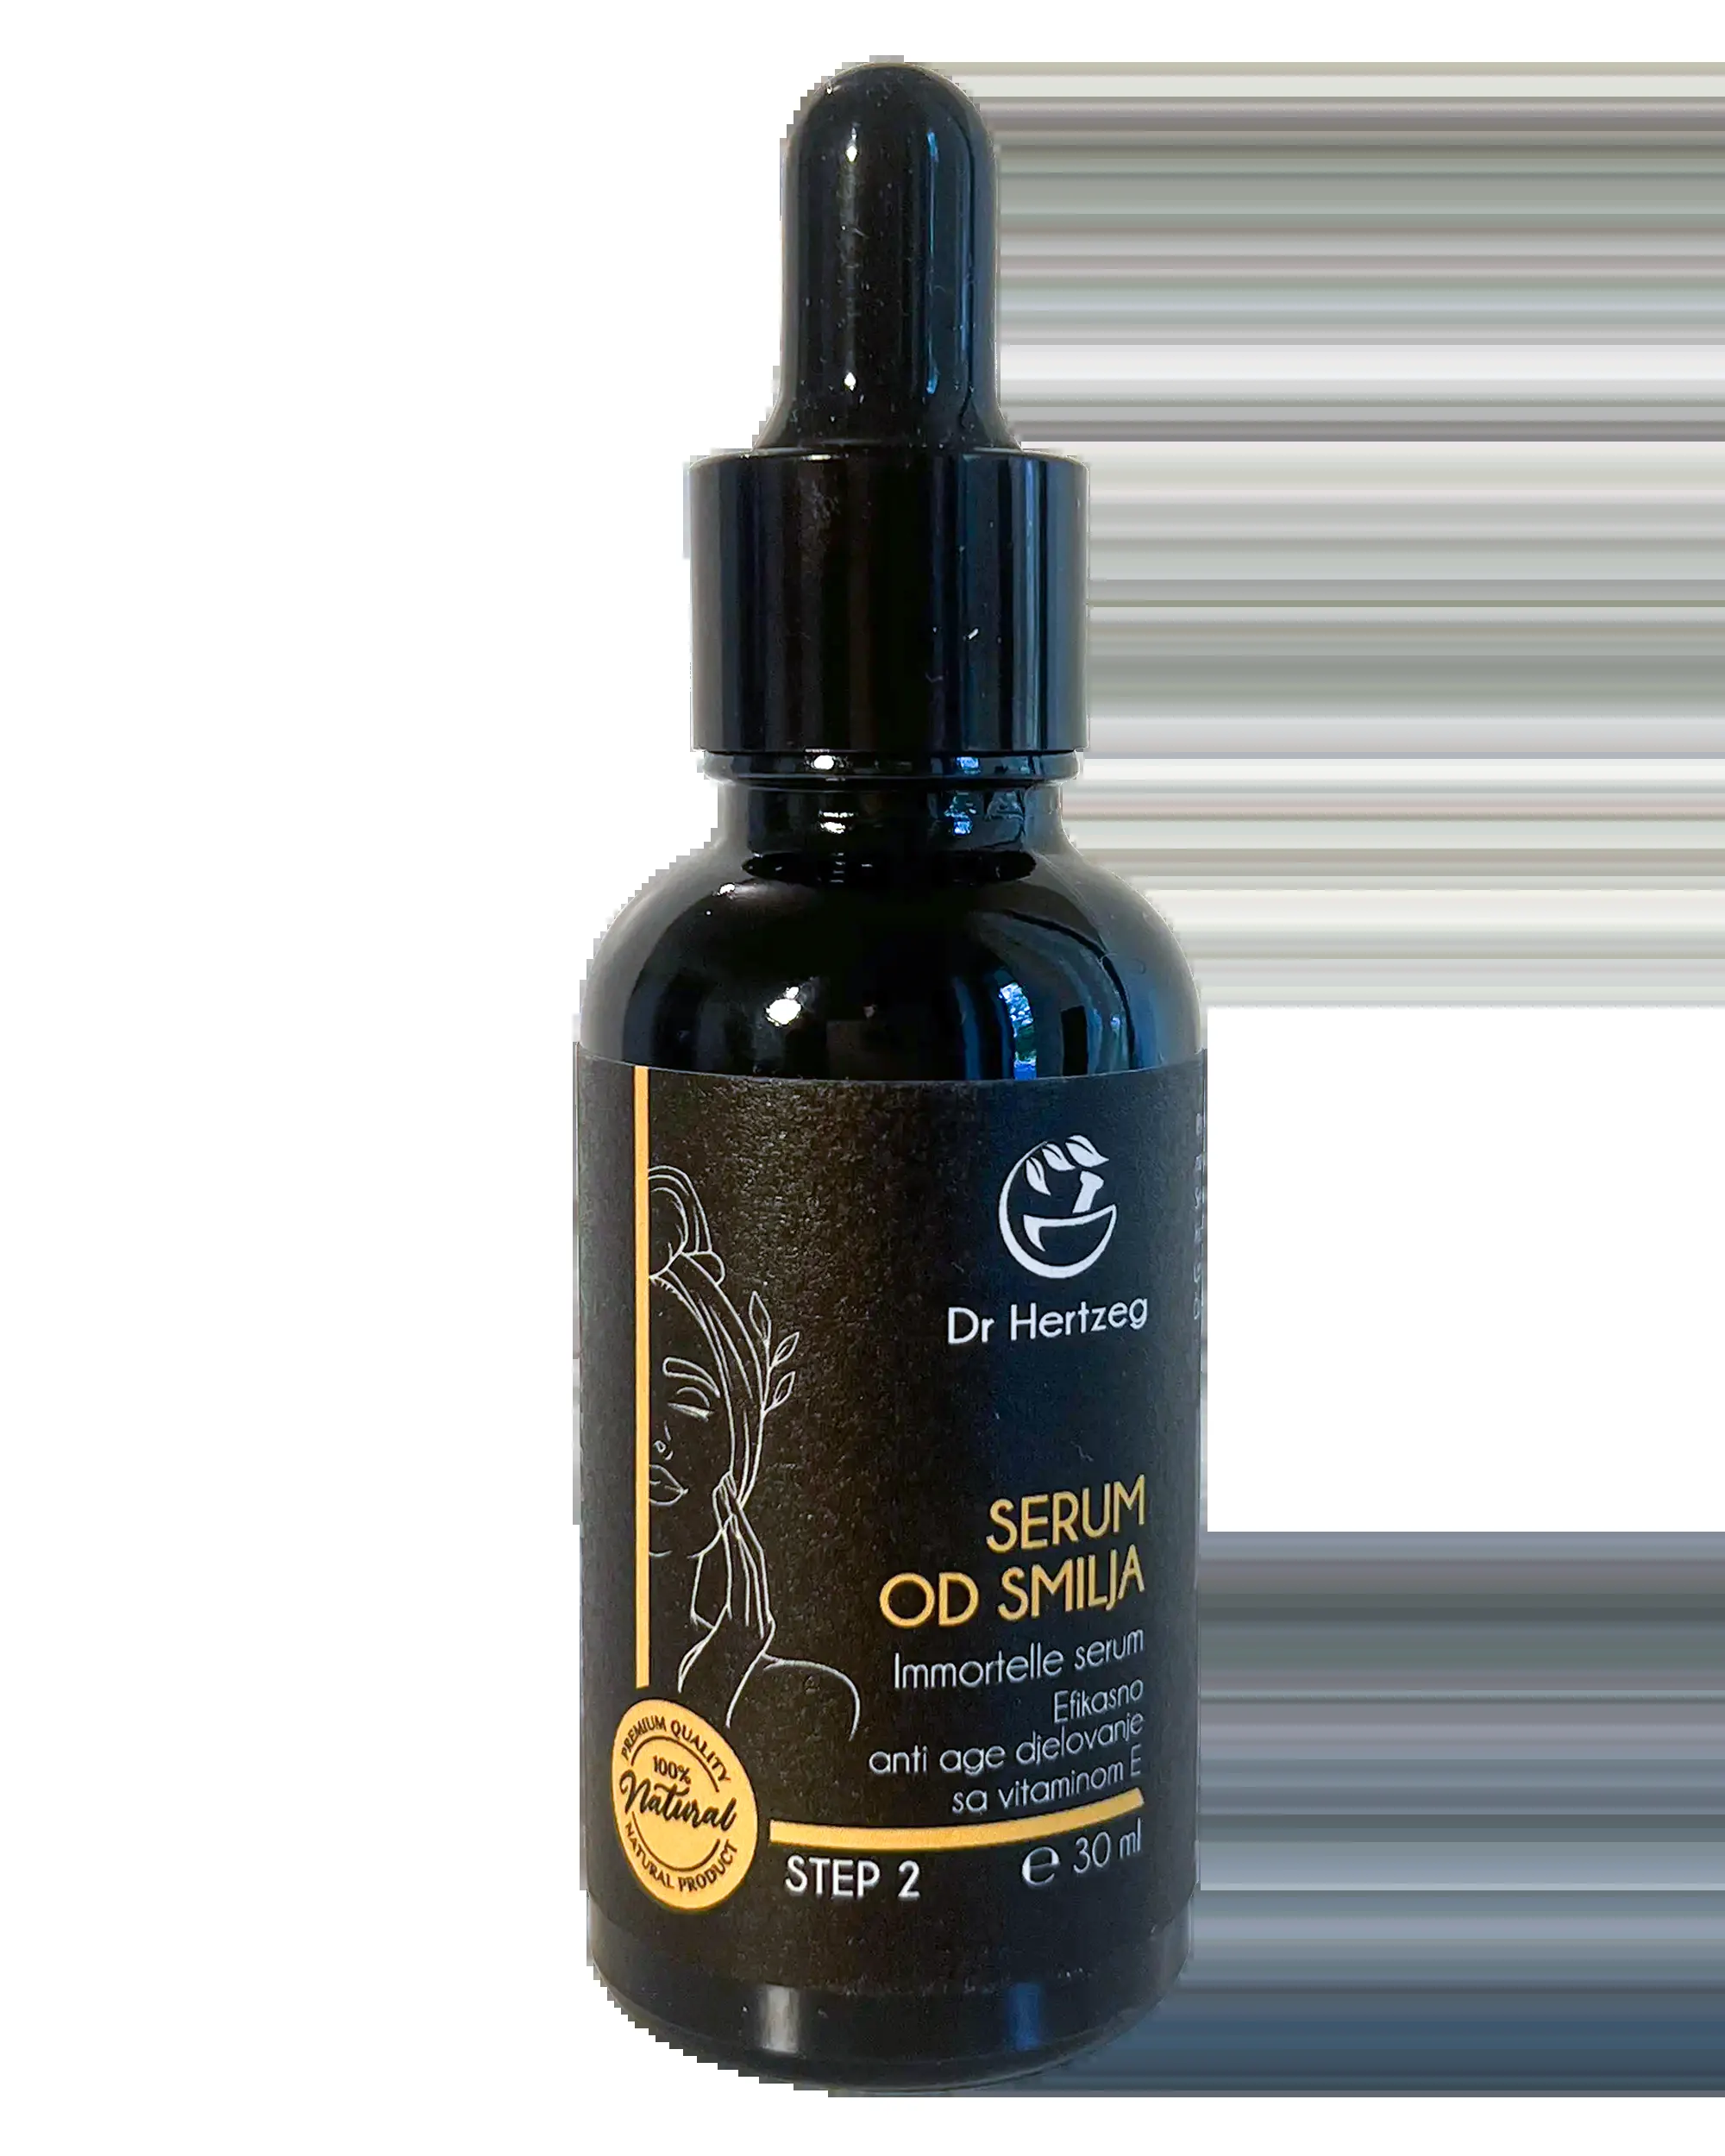 Dr Hertzeg
SERUM
OD SMILJA
Immortelle serum
Efikasno
anti age djelovanje
sa vitaminom E
PREMIUM QUALITY
100%
Natural
NATURAL PRODUCT
STEP 2
℮ 30 ml